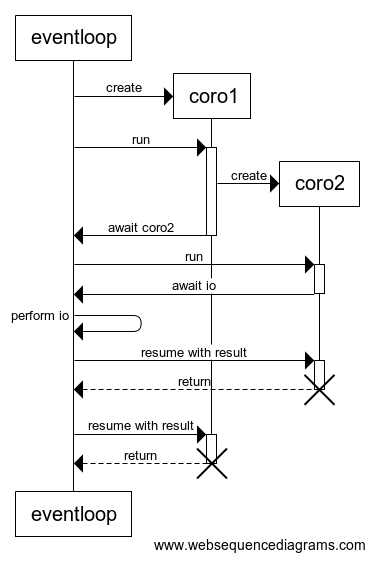 eventloop
create
coro1
run
create
coro2
await coro2
run
await io
perform io
resume with result
return
resume with result
return
eventloop
www.websequencediagrams.com